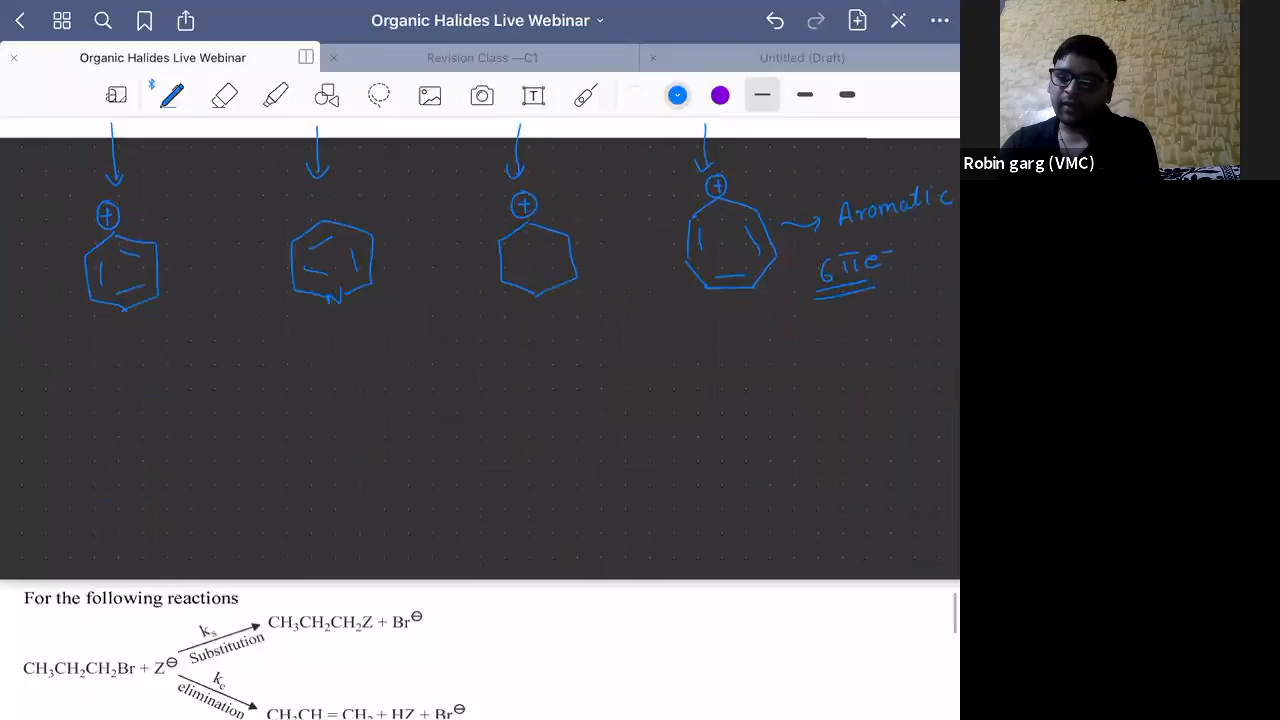 Organic Halides Live Webinar
Organic Halides Live Webinar
Revision Class —C1
Untitled (Draft)
Robin garg (VMC)
⊕
⊕
⊕
Aromatic
6πe⁻
N
For the following reactions
CH₃CH₂CH₂Br + Z⊖
kₛ
Substitution
CH₃CH₂CH₂Z + Br⊖
kₑ
elimination
CH₃CH = CH₂ + HZ + Br⊖